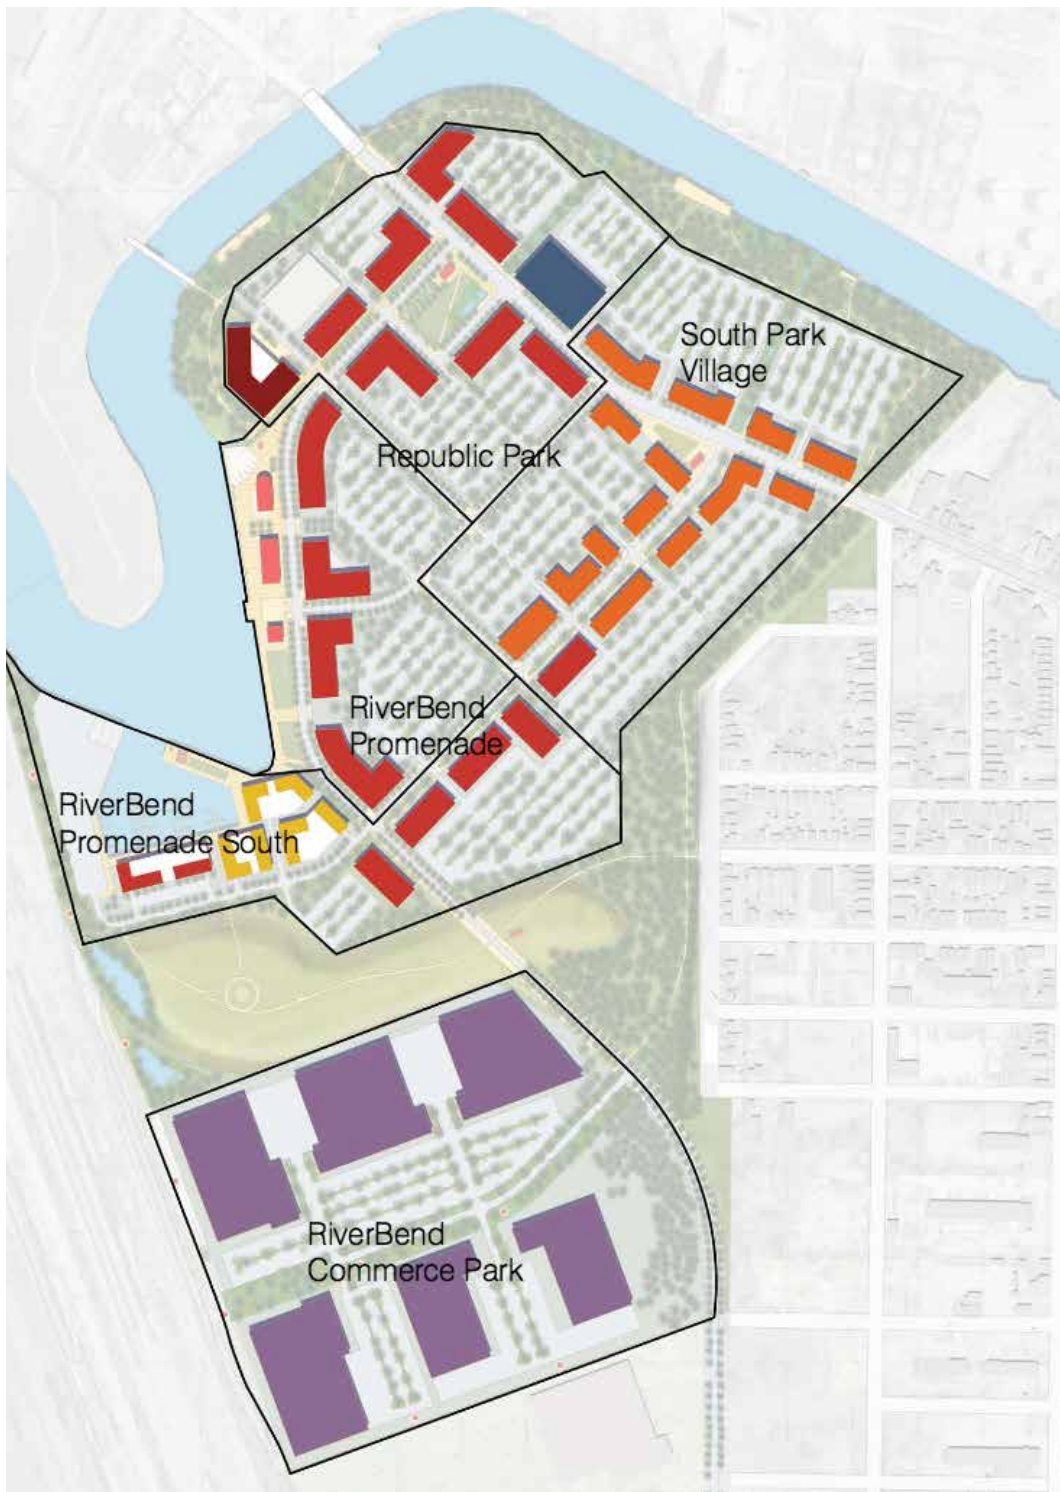 South Park
Village
Republic Park
RiverBend
Promenade
RiverBend
Promenade South
RiverBend
Commerce Park